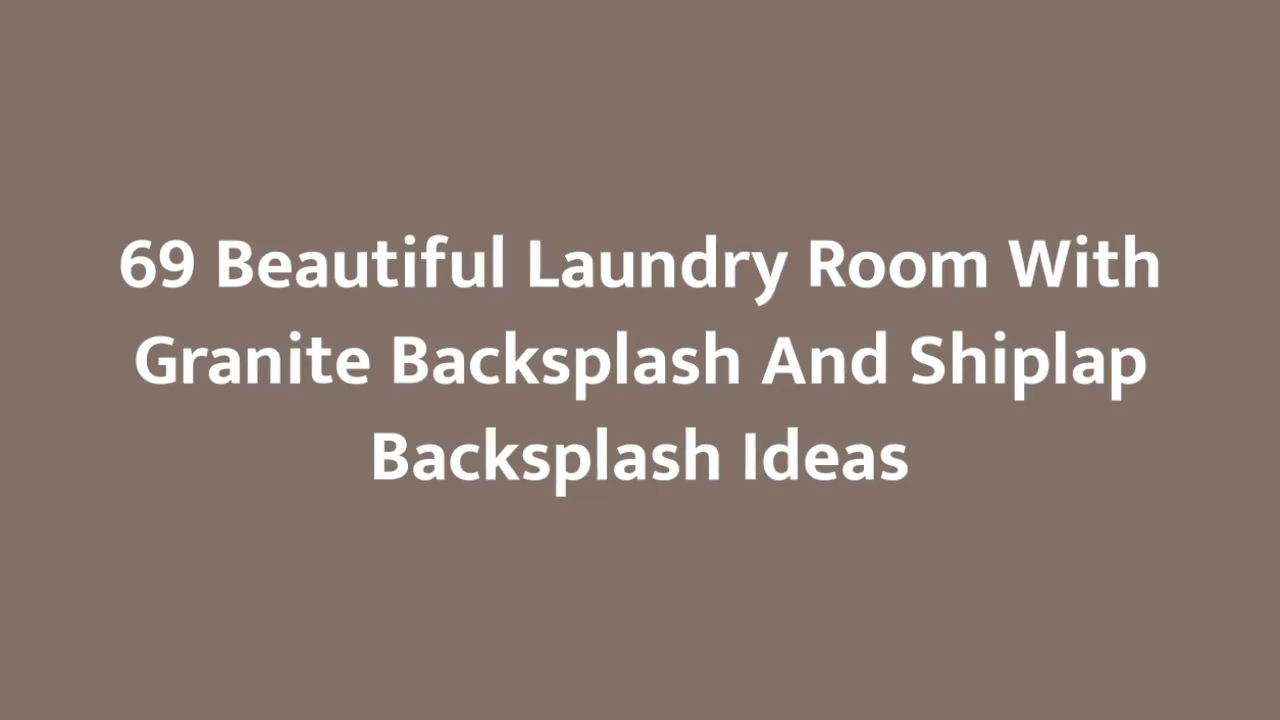 69 Beautiful Laundry Room With
Granite Backsplash And Shiplap
Backsplash Ideas